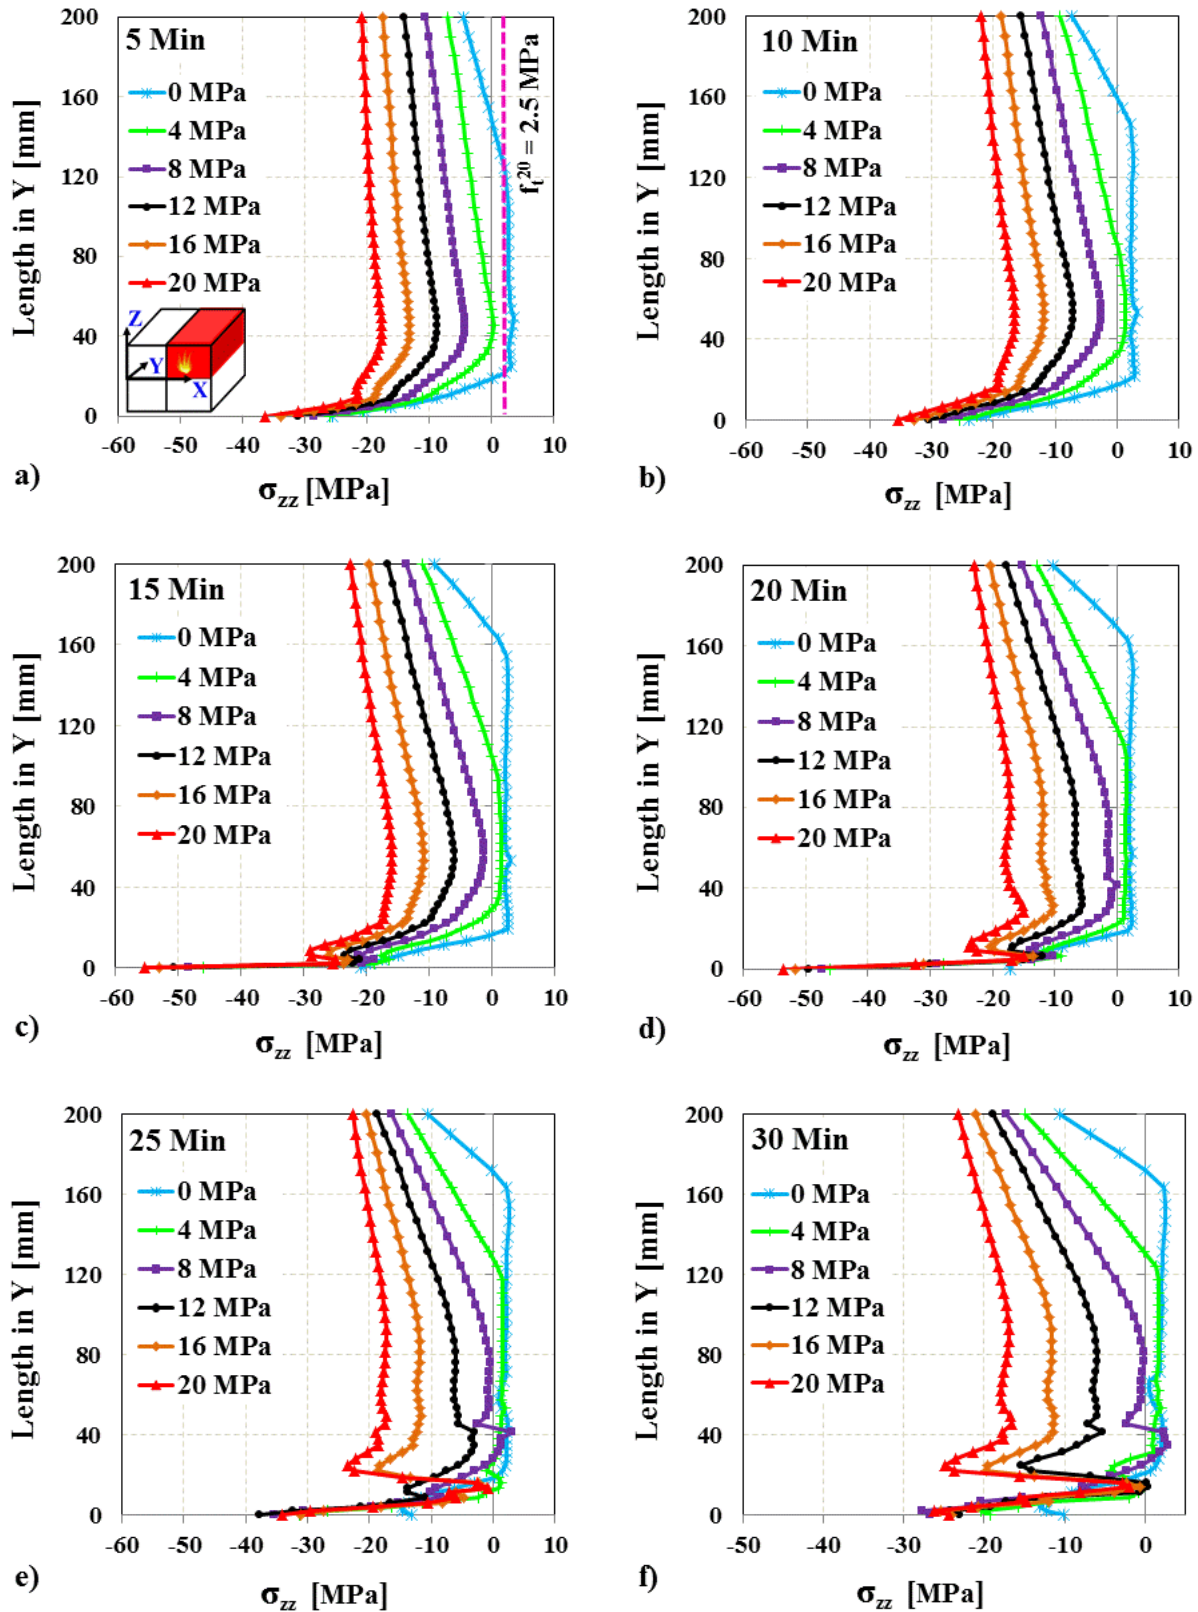 5 Min
200
160
120
80
40
0
Length in Y [mm]
0 MPa
4 MPa
8 MPa
12 MPa
16 MPa
20 MPa
f_t^20 = 2.5 MPa
Z
Y
X
-60 -50 -40 -30 -20 -10 0 10
a)
σ_zz [MPa]
10 Min
200
160
120
80
40
0
Length in Y [mm]
0 MPa
4 MPa
8 MPa
12 MPa
16 MPa
20 MPa
-60 -50 -40 -30 -20 -10 0 10
b)
σ_zz [MPa]
15 Min
200
160
120
80
40
0
Length in Y [mm]
0 MPa
4 MPa
8 MPa
12 MPa
16 MPa
20 MPa
-60 -50 -40 -30 -20 -10 0 10
c)
σ_zz [MPa]
20 Min
200
160
120
80
40
0
Length in Y [mm]
0 MPa
4 MPa
8 MPa
12 MPa
16 MPa
20 MPa
-60 -50 -40 -30 -20 -10 0 10
d)
σ_zz [MPa]
25 Min
200
160
120
80
40
0
Length in Y [mm]
0 MPa
4 MPa
8 MPa
12 MPa
16 MPa
20 MPa
-60 -50 -40 -30 -20 -10 0 10
e)
σ_zz [MPa]
30 Min
200
160
120
80
40
0
Length in Y [mm]
0 MPa
4 MPa
8 MPa
12 MPa
16 MPa
20 MPa
-50 -40 -30 -20 -10 0
f)
σ_zz [MPa]